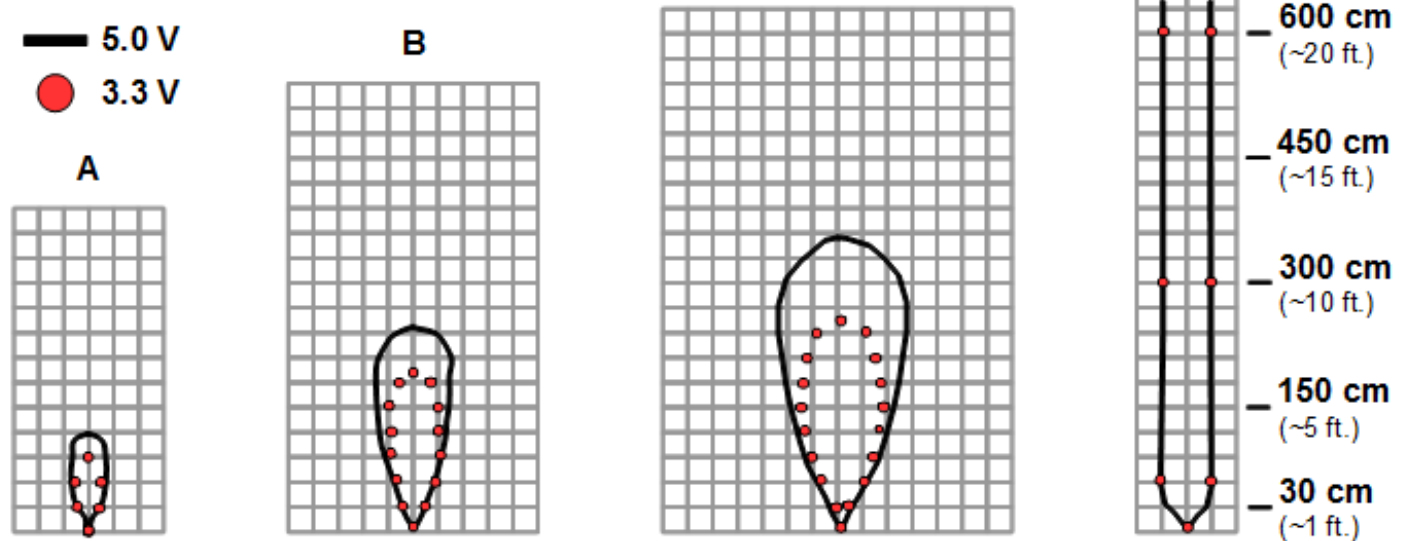 5.0 V
3.3 V
A
B
600 cm
(~20 ft.)
450 cm
(~15 ft.)
300 cm
(~10 ft.)
150 cm
(~5 ft.)
30 cm
(~1 ft.)